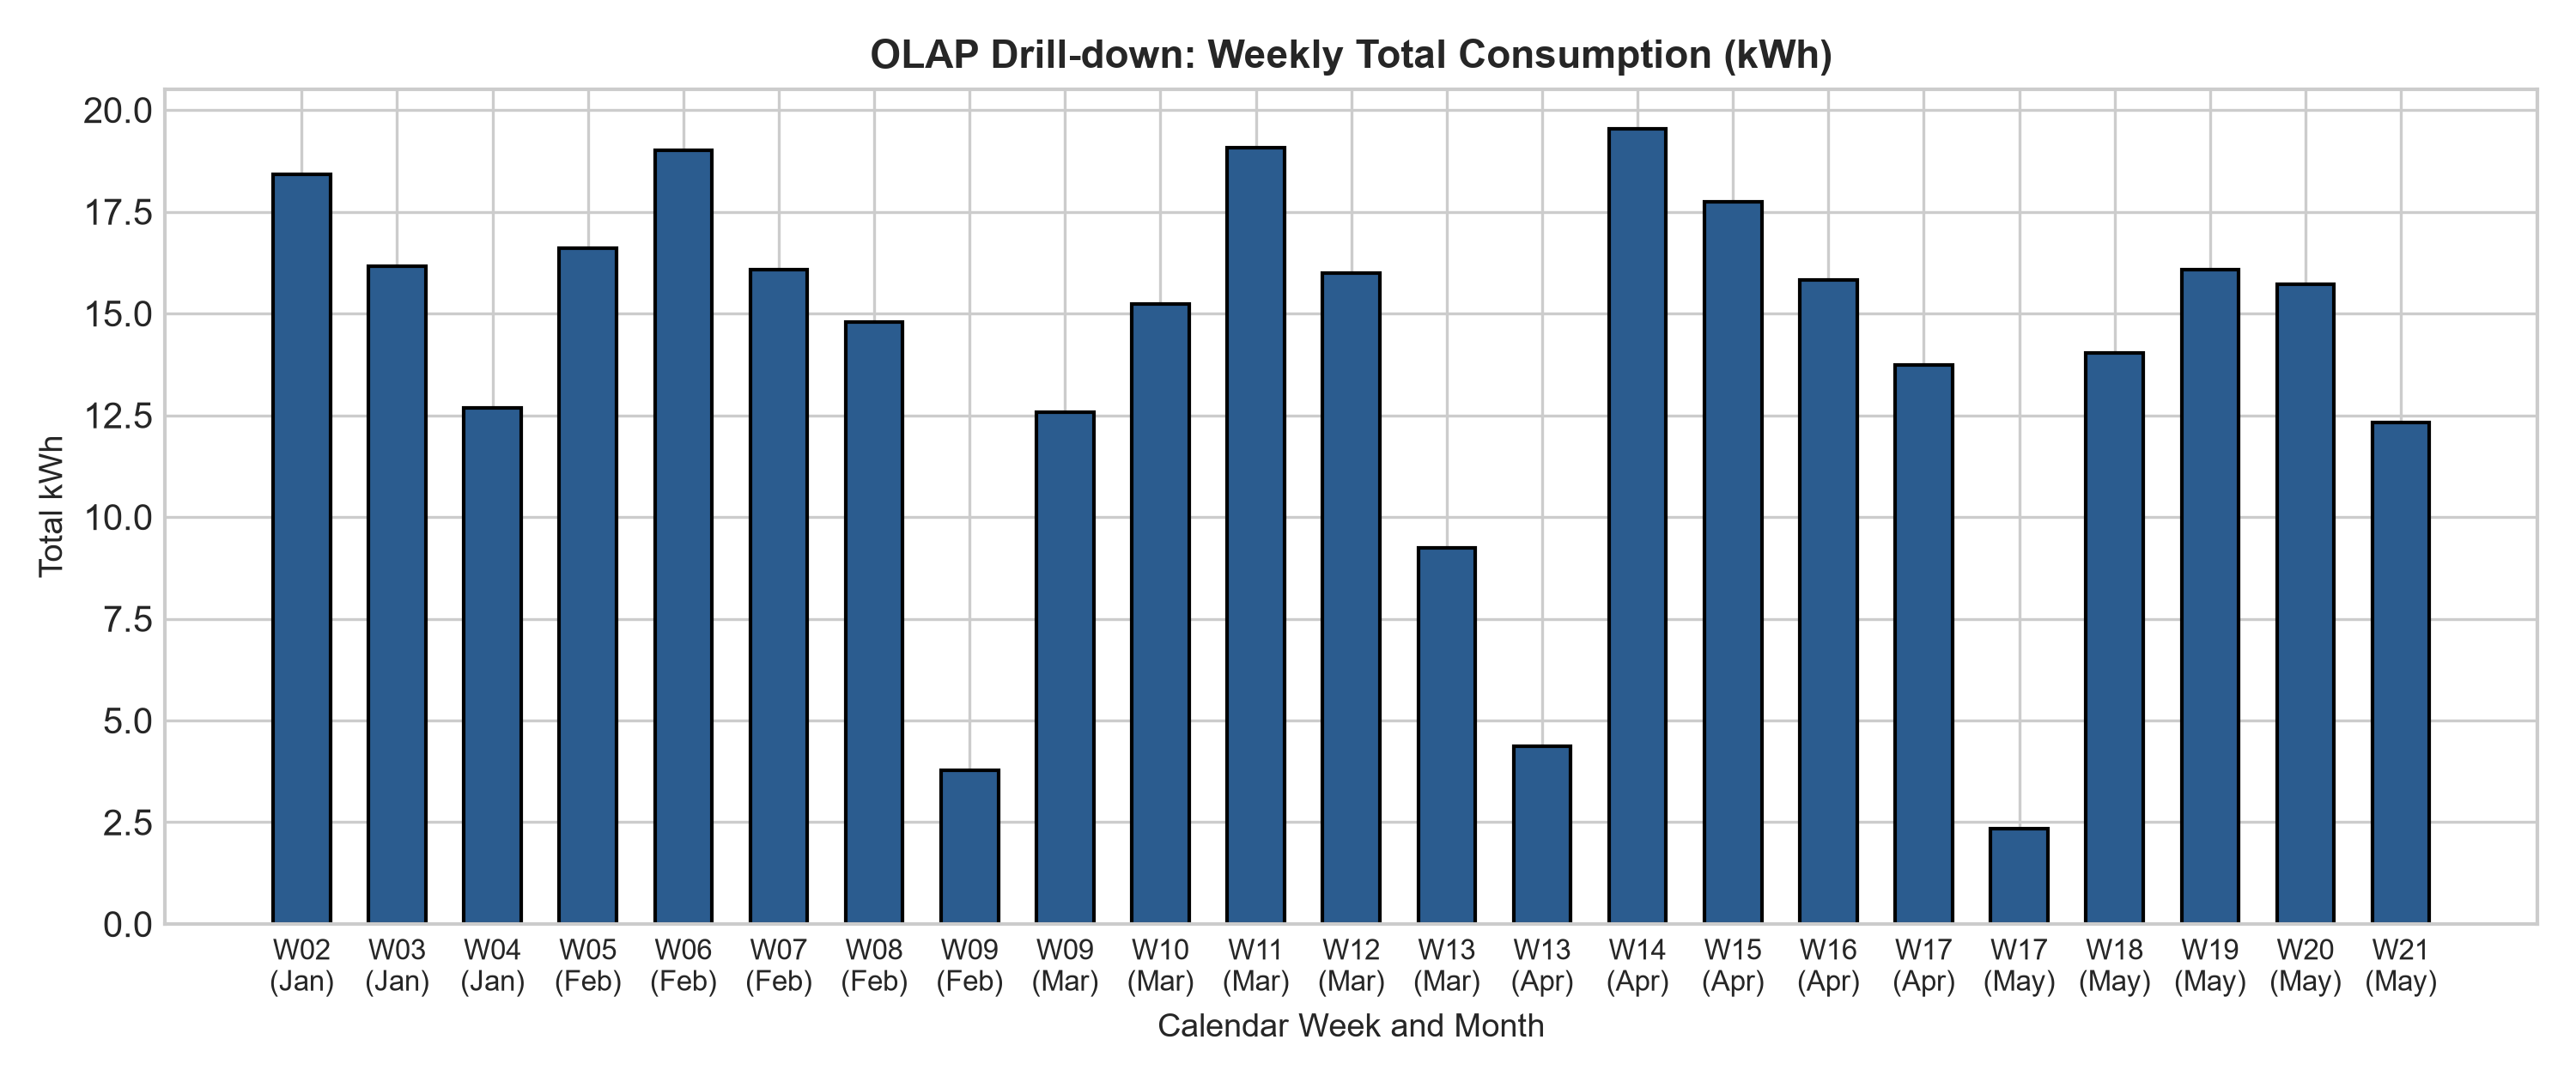 OLAP Drill-down: Weekly Total Consumption (kWh)
20.0
17.5
15.0
12.5
10.0
7.5
5.0
2.5
0.0
Total kWh
W02 W03 W04 W05 W06 W07 W08 W09 W09 W10 W11 W12 W13 W13 W14 W15 W16 W17 W17 W18 W19 W20 W21
(Jan) (Jan) (Jan) (Feb) (Feb) (Feb) (Feb) (Feb) (Mar) (Mar) (Mar) (Mar) (Mar) (Apr) (Apr) (Apr) (Apr) (Apr) (May) (May) (May) (May) (May)
Calendar Week and Month